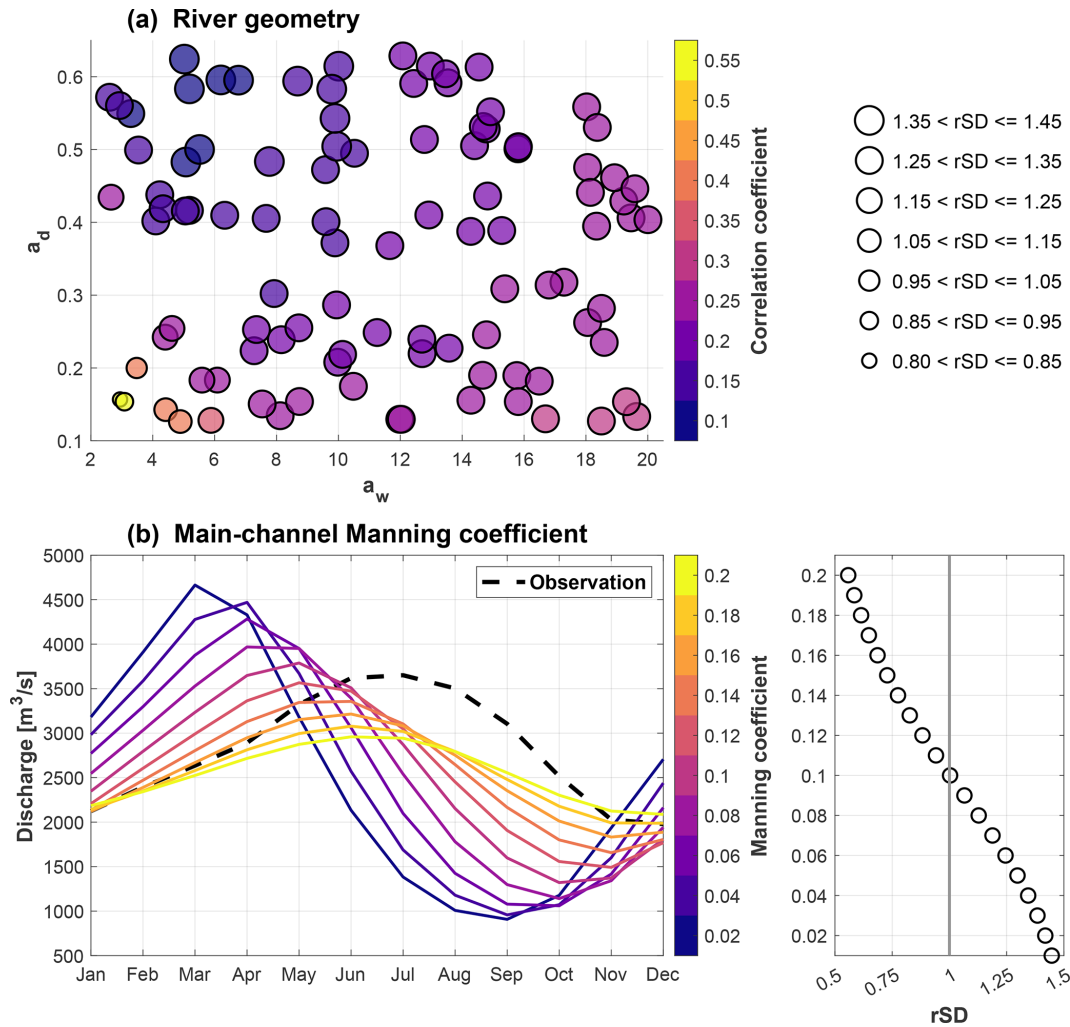 (a) River geometry
a_d
0.6
0.5
0.4
0.3
0.2
0.1
2 4 6 8 10 12 14 16 18 20
a_w
0.55
0.5
0.45
0.4
0.35
0.3
0.25
0.2
0.15
0.1
Correlation coefficient
1.35 < rSD <= 1.45
1.25 < rSD <= 1.35
1.15 < rSD <= 1.25
1.05 < rSD <= 1.15
0.95 < rSD <= 1.05
0.85 < rSD <= 0.95
0.80 < rSD <= 0.85
(b) Main-channel Manning coefficient
Discharge [m³/s]
5000
4500
4000
3500
3000
2500
2000
1500
1000
500
Jan Feb Mar Apr May Jun Jul Aug Sep Oct Nov Dec
Observation
0.2
0.18
0.16
0.14
0.12
0.1
0.08
0.06
0.04
0.02
Manning coefficient
0.2
0.18
0.16
0.14
0.12
0.1
0.08
0.06
0.04
0.02
0.5 0.75 1 1.25 1.5
rSD